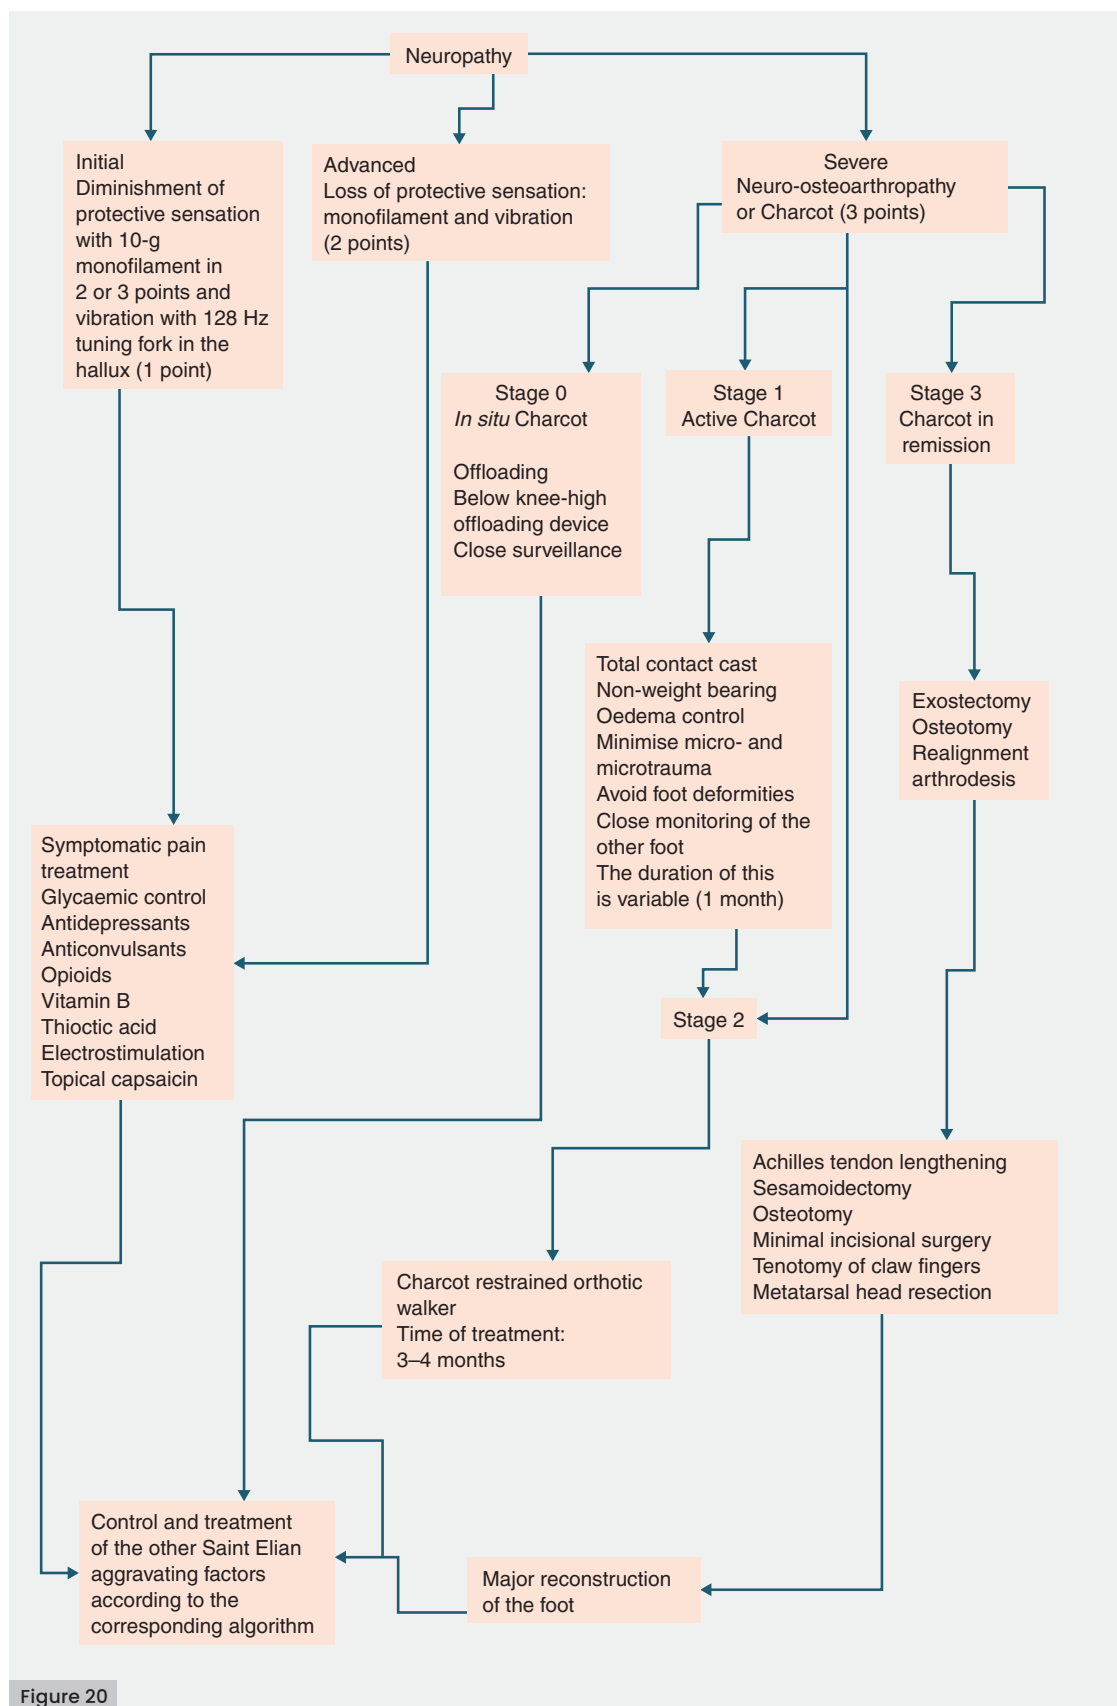 Neuropathy
Initial
Diminishment of
protective sensation
with 10-g
monofilament in
2 or 3 points and
vibration with 128 Hz
tuning fork in the
hallux (1 point)
Advanced
Loss of protective sensation:
monofilament and vibration
(2 points)
Severe
Neuro-osteoarthropathy
or Charcot (3 points)
Stage 0
In situ Charcot
Offloading
Below knee-high
offloading device
Close surveillance
Stage 1
Active Charcot
Stage 3
Charcot in
remission
Total contact cast
Non-weight bearing
Oedema control
Minimise micro- and
microtrauma
Avoid foot deformities
Close monitoring of the
other foot
The duration of this
is variable (1 month)
Exostectomy
Osteotomy
Realignment
arthrodesis
Symptomatic pain
treatment
Glycaemic control
Antidepressants
Anticonvulsants
Opioids
Vitamin B
Thioctic acid
Electrostimulation
Topical capsaicin
Stage 2
Achilles tendon lengthening
Sesamoidectomy
Osteotomy
Minimal incisional surgery
Tenotomy of claw fingers
Metatarsal head resection
Charcot restrained orthotic
walker
Time of treatment:
3–4 months
Control and treatment
of the other Saint Elian
aggravating factors
according to the
corresponding algorithm
Major reconstruction
of the foot
Figure 20